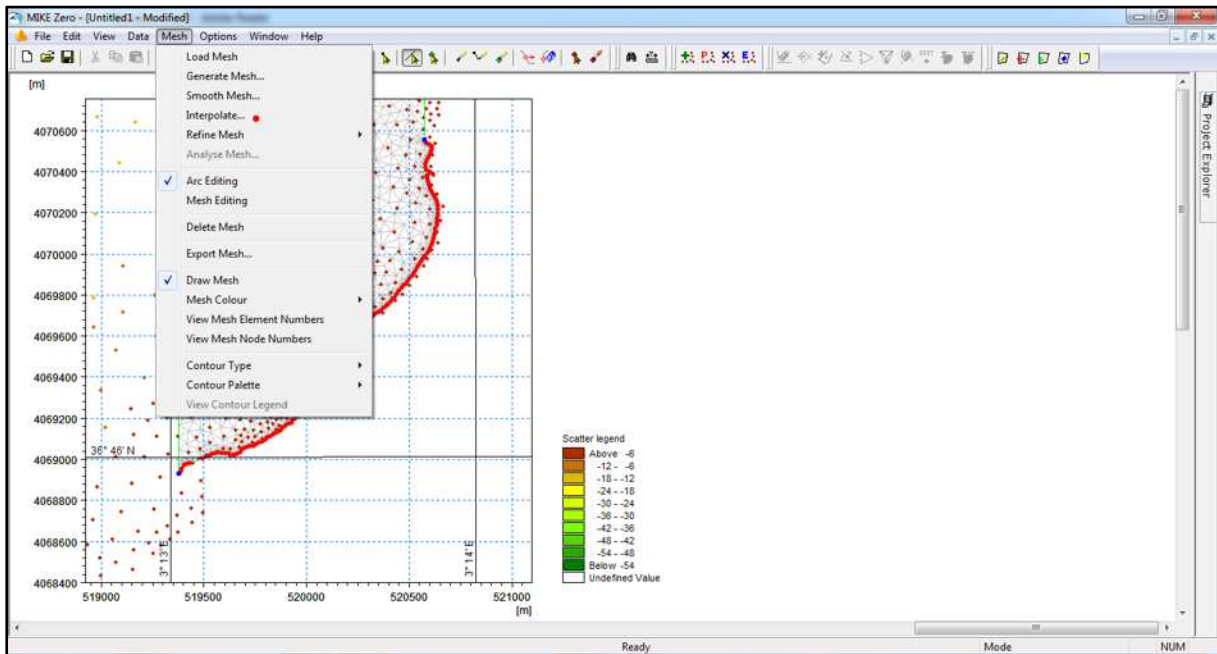 MIKE Zero - [Untitled1 - Modified]
File Edit View Data Mesh Options Window Help
Load Mesh
Generate Mesh...
Smooth Mesh...
Interpolate...
Refine Mesh
Analyse Mesh...
Arc Editing
Mesh Editing
Delete Mesh
Export Mesh...
Draw Mesh
Mesh Colour
View Mesh Element Numbers
View Mesh Node Numbers
Contour Type
Contour Palette
View Contour Legend
[m]
4070600
4070400
4070200
4070000
4069800
4069600
4069400
4069200
4069000
4068800
4068600
4068400
36° 46' N
3° 13' E
3° 14' E
519000 519500 520000 520500 521000
[m]
Scatter legend
Above -6
-12 - -6
-18 - -12
-24 - -18
-30 - -24
-36 - -30
-42 - -36
-48 - -42
-54 - -48
Below -54
Undefined Value
Project Explorer
Ready Mode NUM